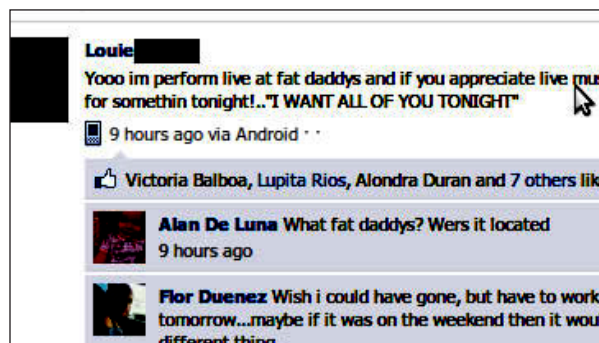 Louie
Yooo im perform live at fat daddys and if you appreciate live mus
for somethin tonight!.."I WANT ALL OF YOU TONIGHT"
9 hours ago via Android · ·
Victoria Balboa, Lupita Rios, Alondra Duran and 7 others lik
Alan De Luna What fat daddys? Wers it located
9 hours ago
Flor Duenez Wish i could have gone, but have to work
tomorrow...maybe if it was on the weekend then it wou
different thing